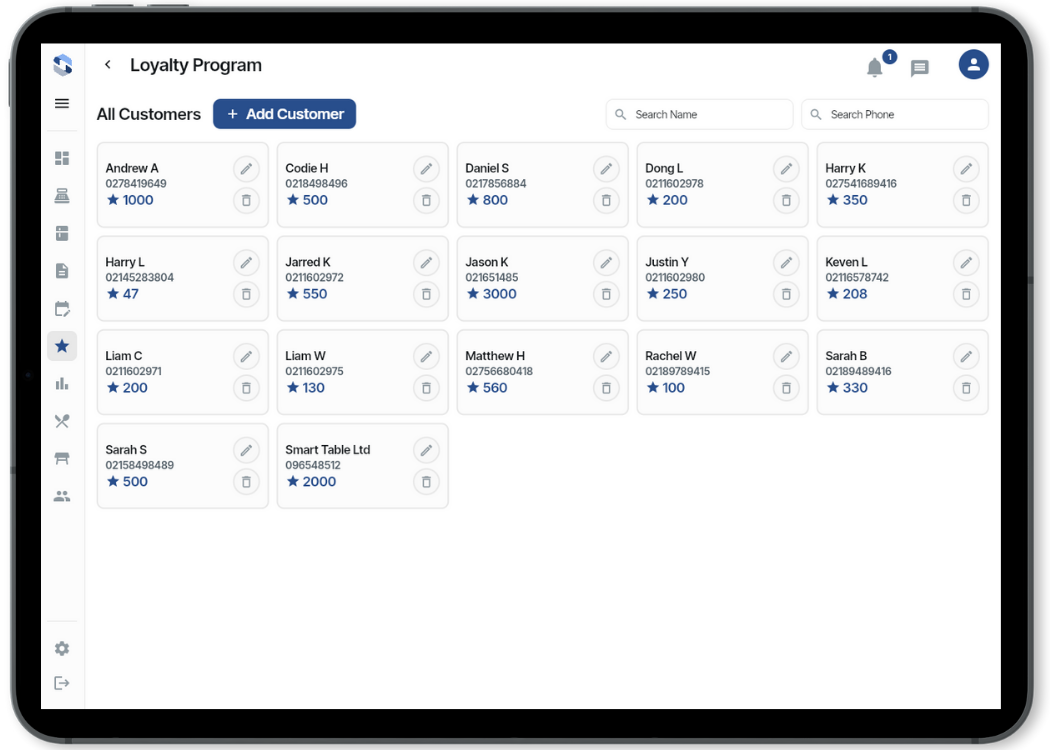 Loyalty Program
1
All Customers
+ Add Customer
Search Name
Search Phone
Andrew A
0278419649
1000
Codie H
0218498496
500
Daniel S
0217856884
800
Dong L
0211602978
200
Harry K
027541689416
350
Harry L
02145283804
47
Jarred K
0211602972
550
Jason K
021651485
3000
Justin Y
0211602980
250
Keven L
02116578742
208
Liam C
0211602971
200
Liam W
0211602975
130
Matthew H
02756680418
560
Rachel W
02189789415
100
Sarah B
02189489416
330
Sarah S
02158498489
500
Smart Table Ltd
096548512
2000